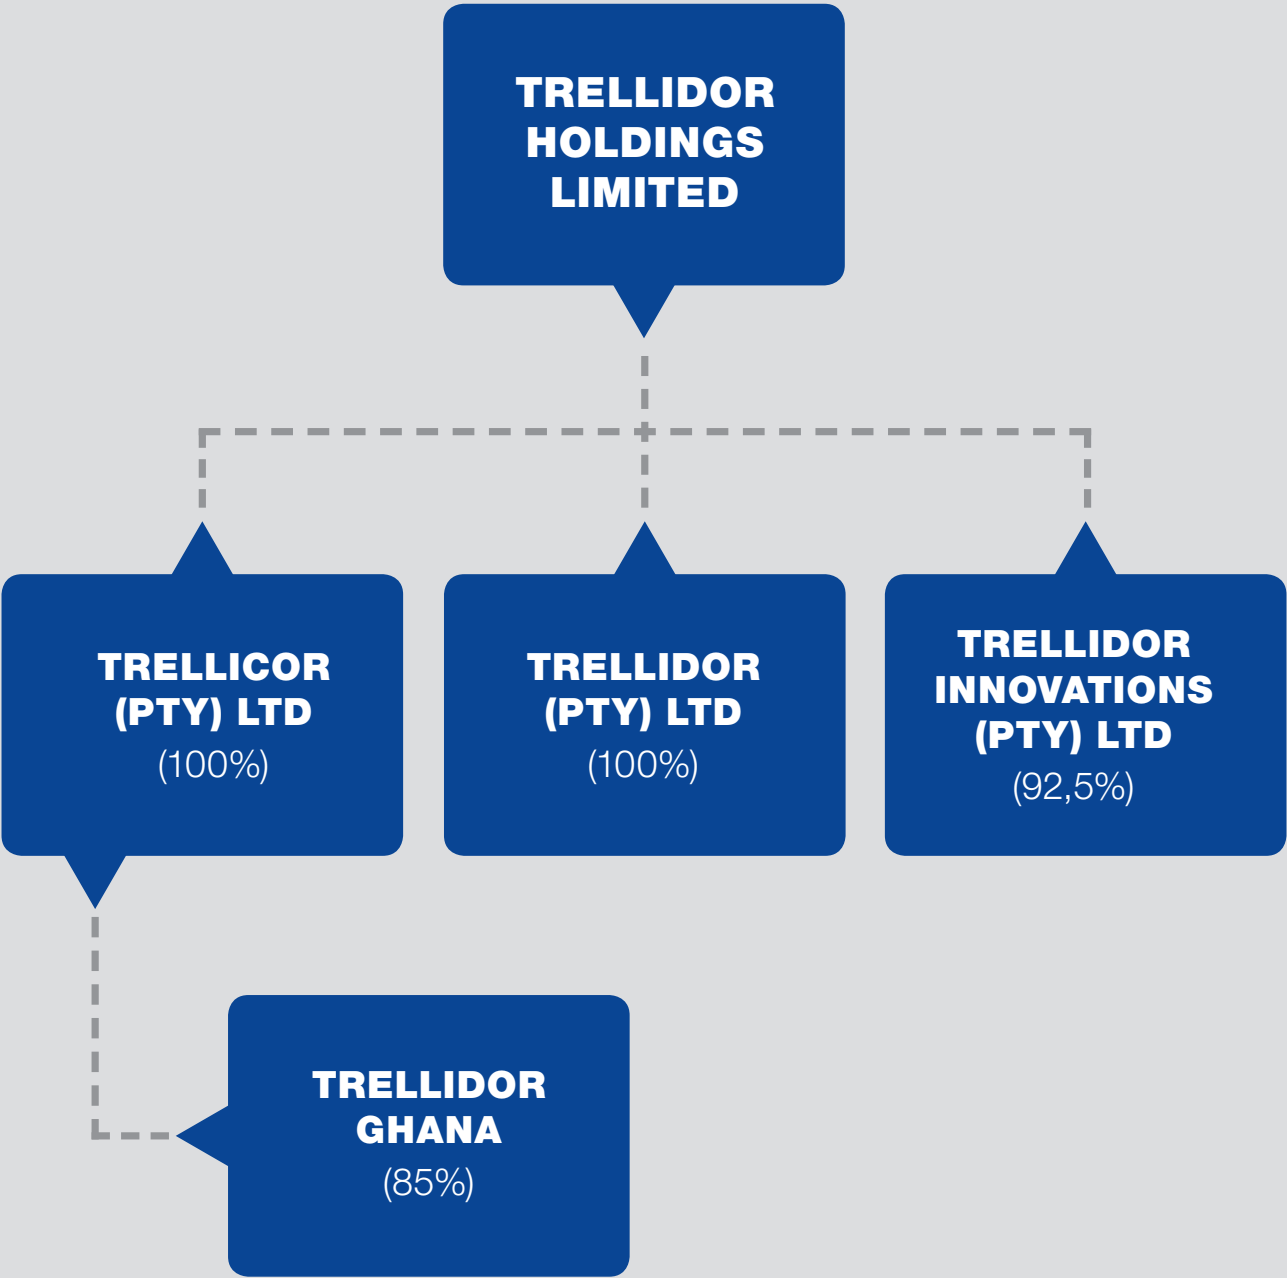 TRELLIDOR
HOLDINGS
LIMITED
TRELLICOR
(PTY) LTD
(100%)
TRELLIDOR
(PTY) LTD
(100%)
TRELLIDOR
INNOVATIONS
(PTY) LTD
(92,5%)
TRELLIDOR
GHANA
(85%)